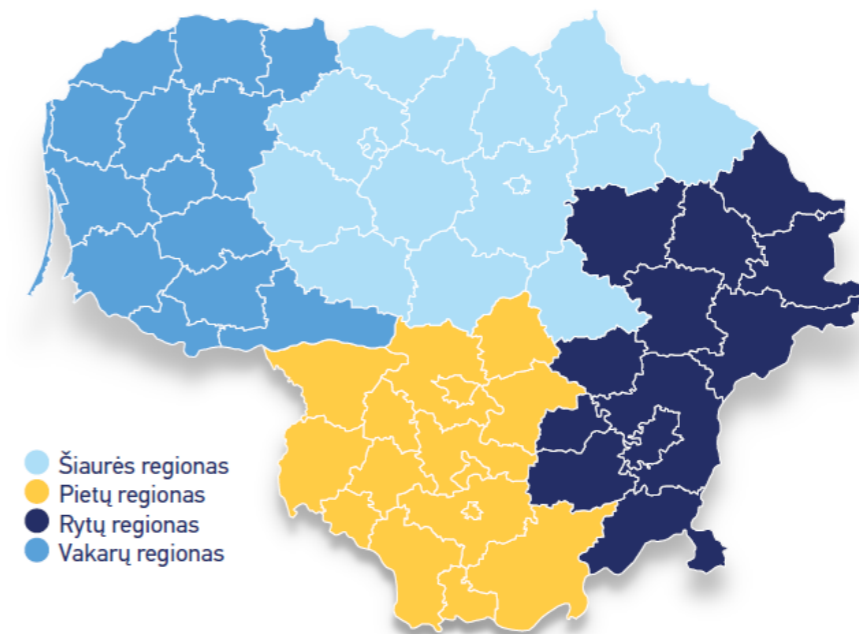 Šiaurės regionas
Pietų regionas
Rytų regionas
Vakarų regionas